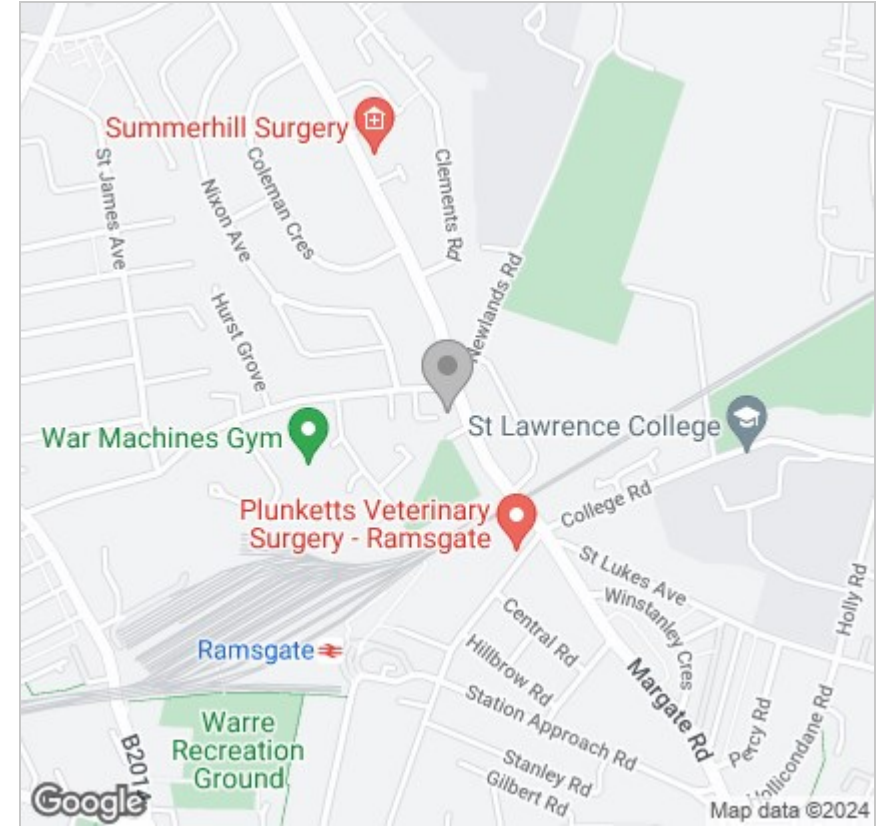 Summerhill Surgery
St James Ave
Nixon Ave
Coleman Cres
Clements Rd
Newlands Rd
Hurst Grove
War Machines Gym
St Lawrence College
Plunketts Veterinary
Surgery - Ramsgate
College Rd
St Lukes Ave
Winstanley Cres
Holly Rd
Central Rd
Hillbrow Rd
Ramsgate
Margate Rd
Station Approach Rd
Percy Rd
Hollicondane Rd
Warre
Recreation
Ground
B2014
Stanley Rd
Gilbert Rd
Google
Map data ©2024